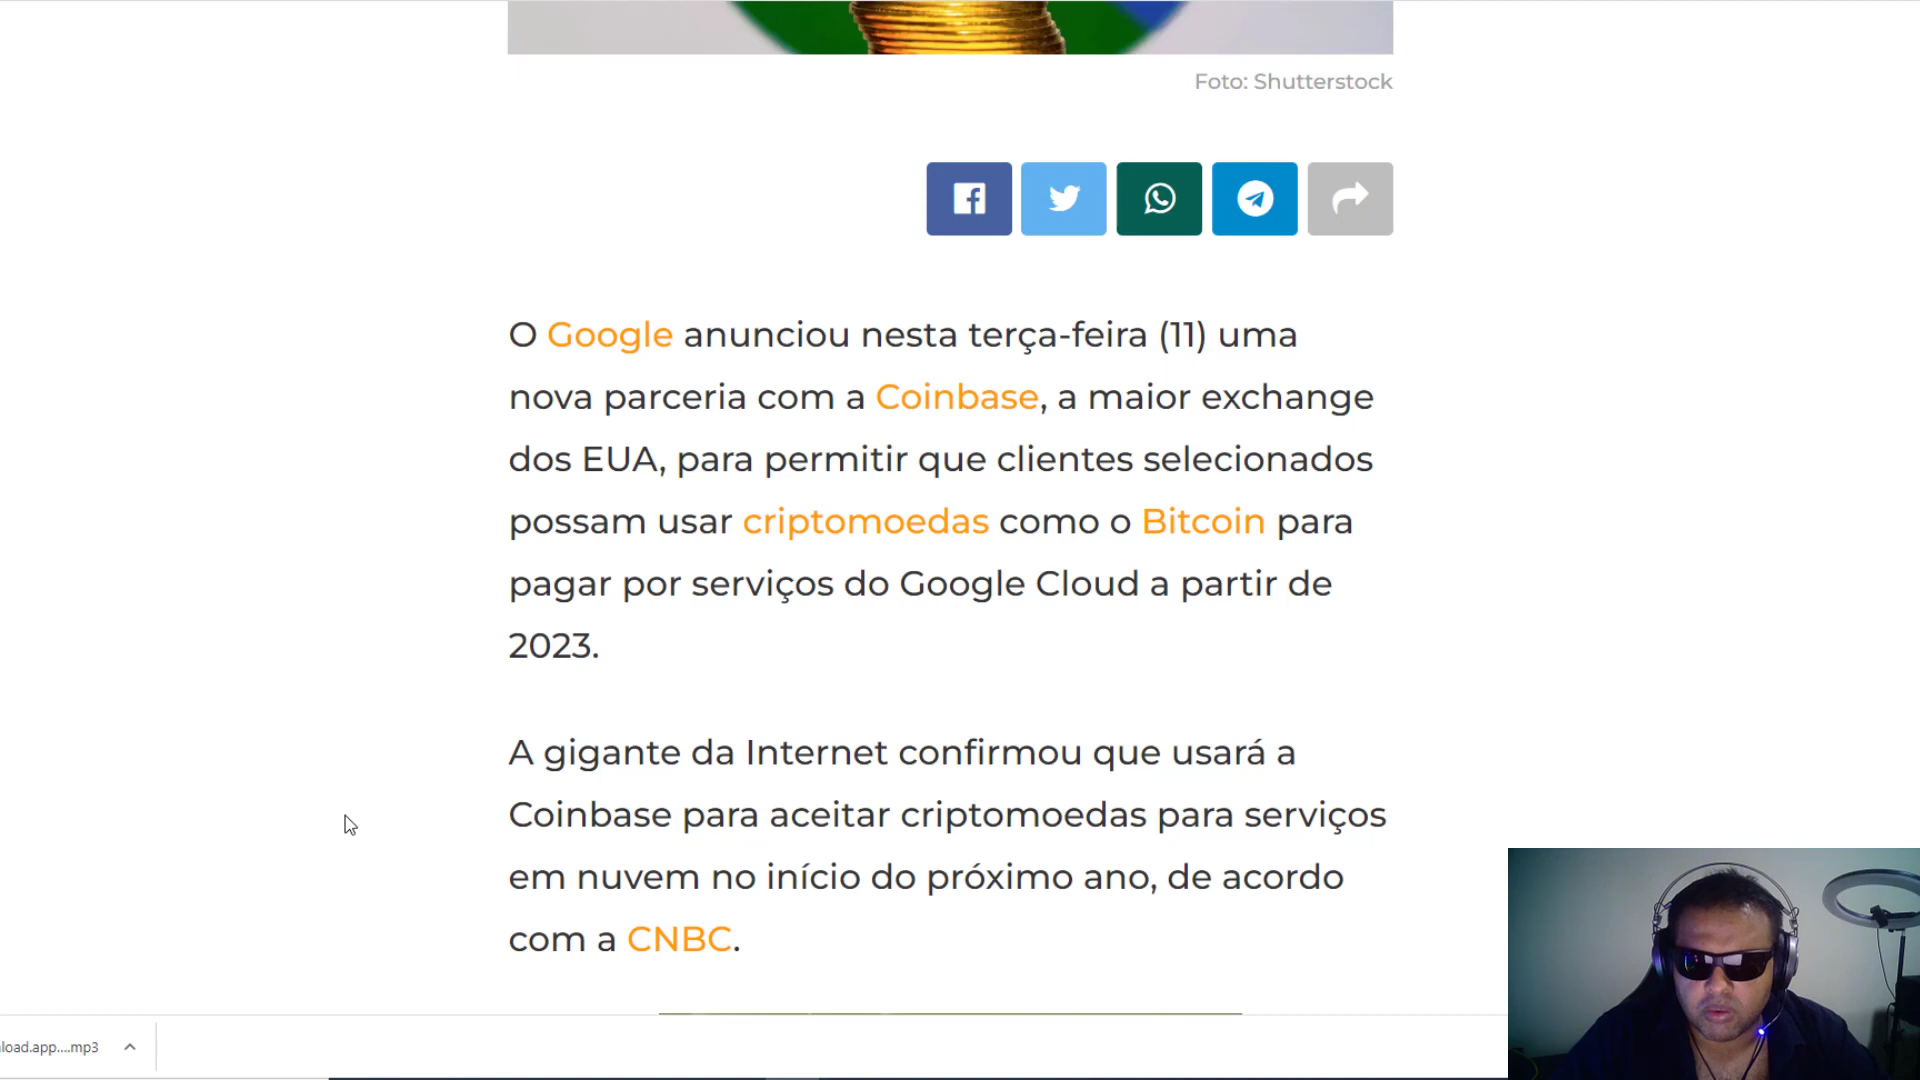 Foto: Shutterstock
O Google anunciou nesta terça-feira (11) uma
nova parceria com a Coinbase, a maior exchange
dos EUA, para permitir que clientes selecionados
possam usar criptomoedas como o Bitcoin para
pagar por serviços do Google Cloud a partir de
2023.
A gigante da Internet confirmou que usará a
Coinbase para aceitar criptomoedas para serviços
em nuvem no início do próximo ano, de acordo
com a CNBC.
load.app....mp3